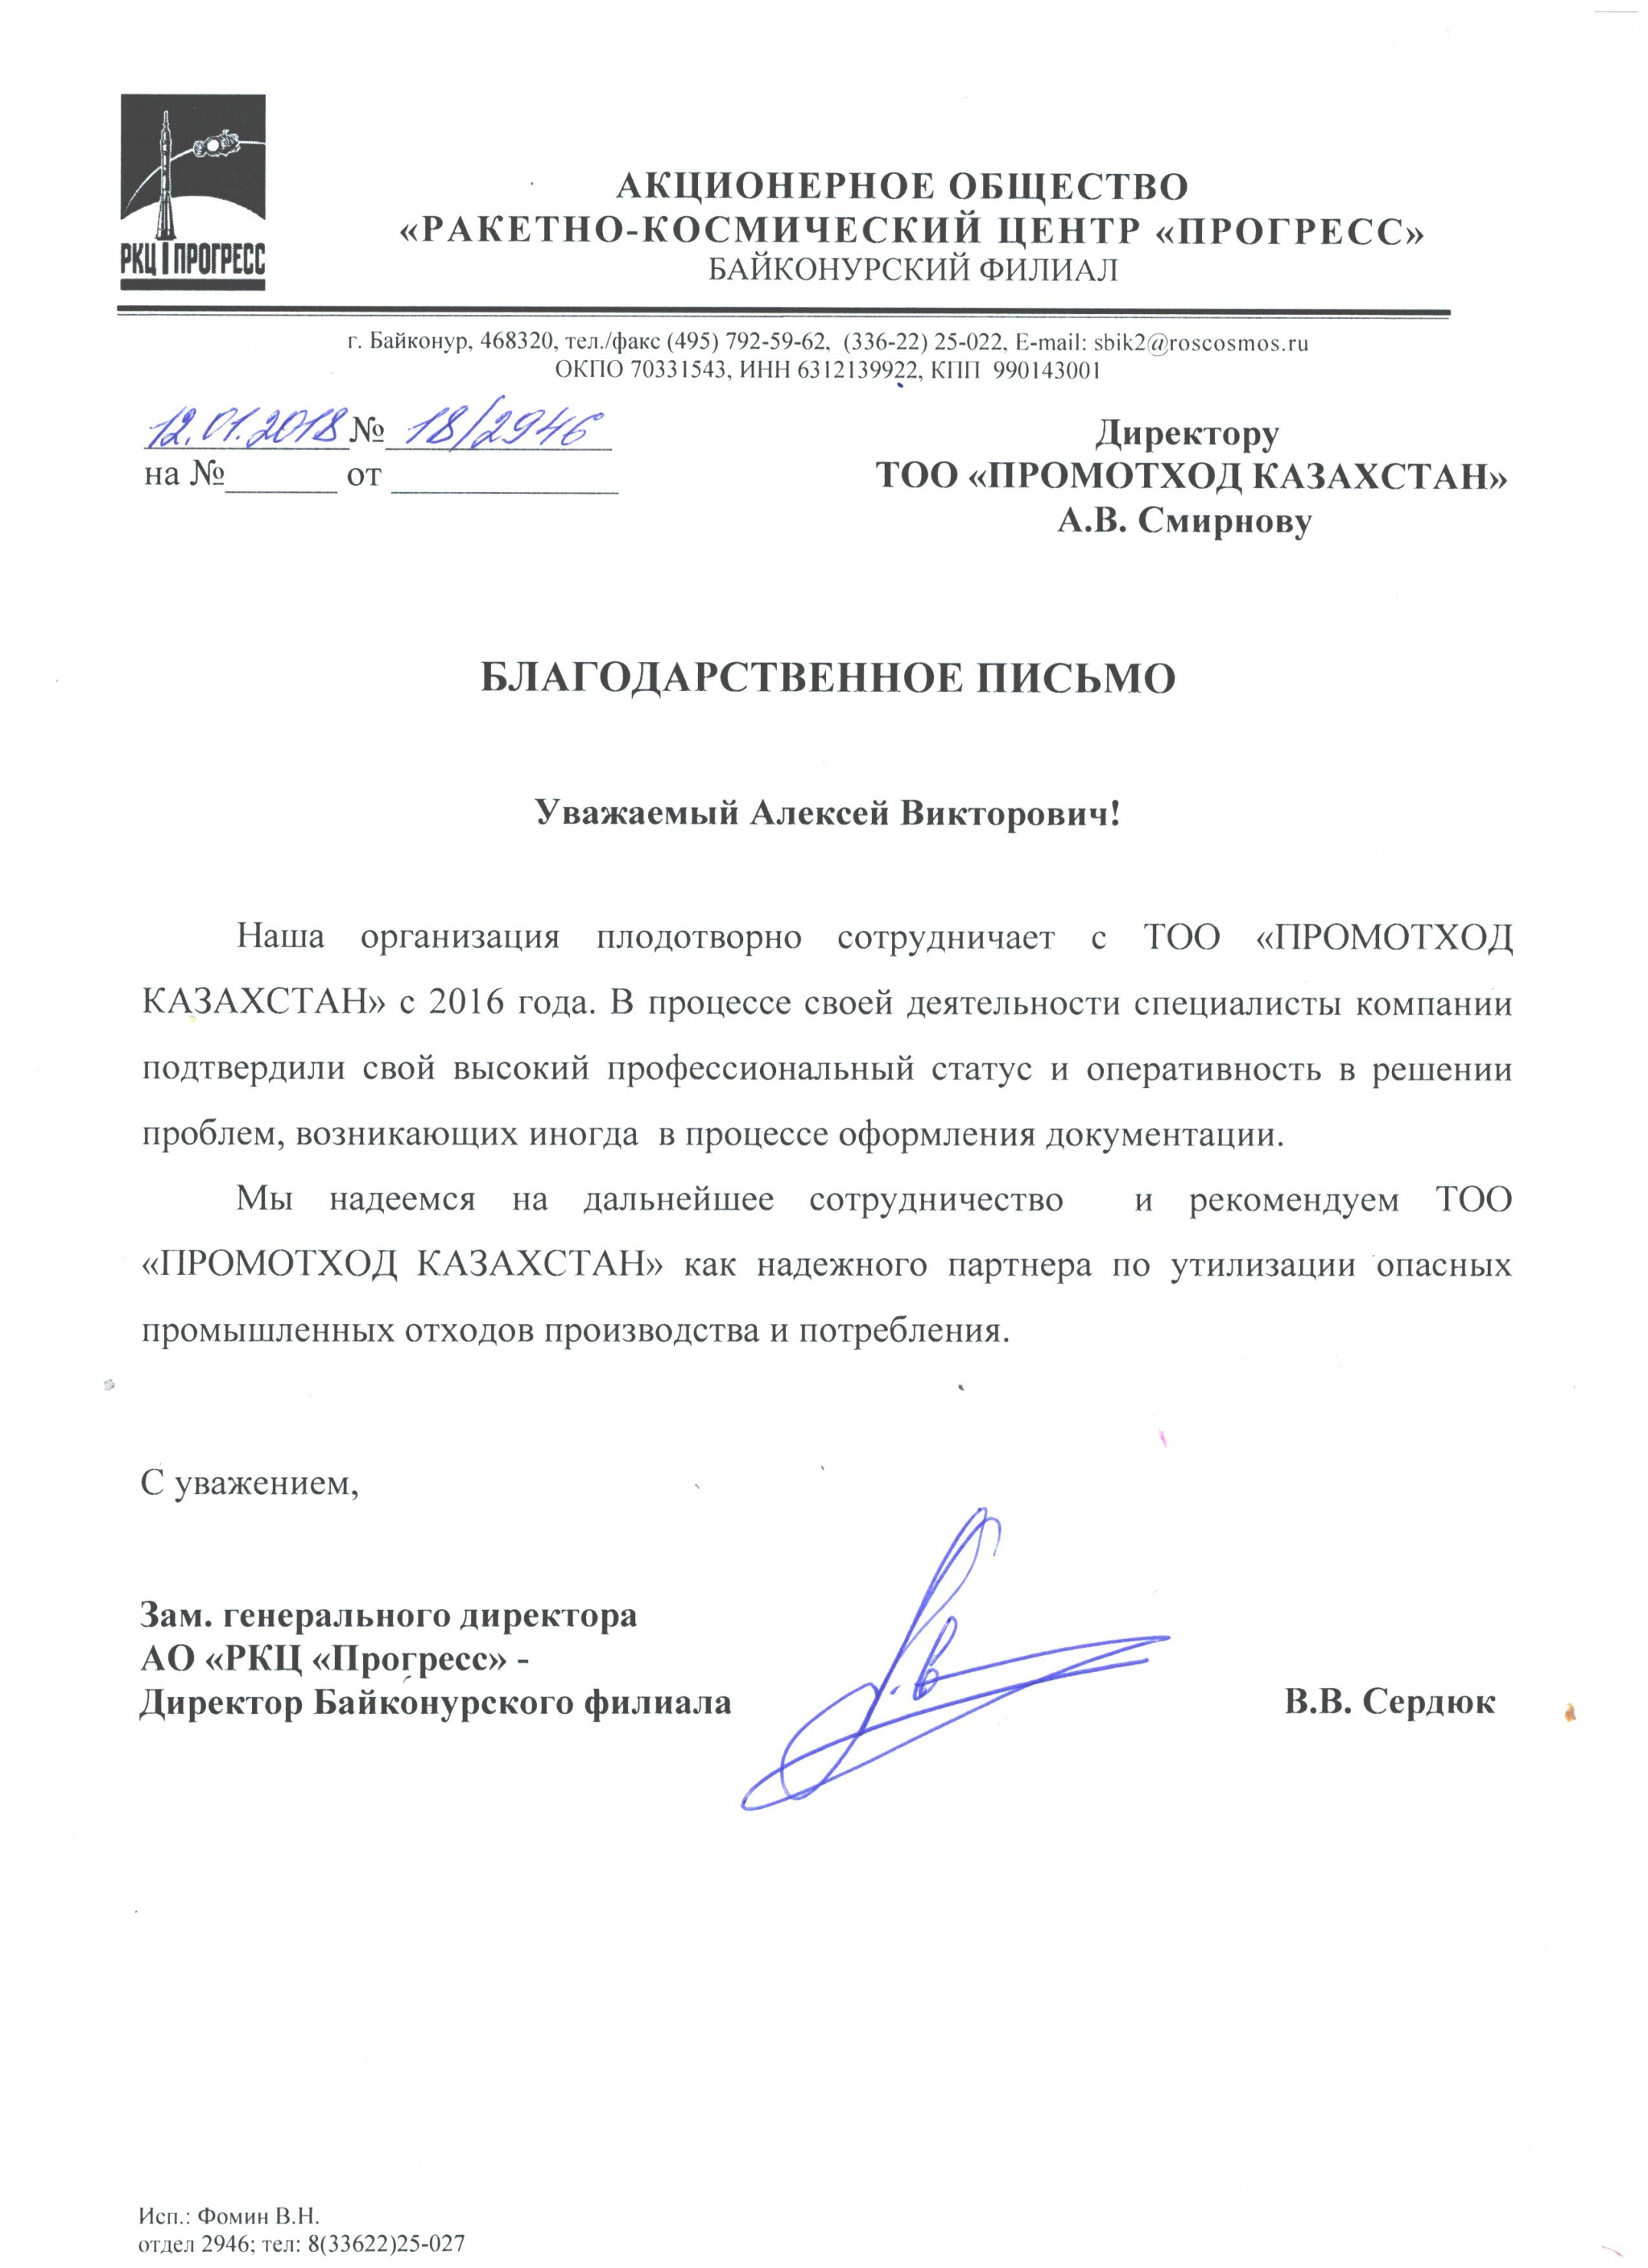 РКЦ ПРОГРЕСС
АКЦИОНЕРНОЕ ОБЩЕСТВО
«РАКЕТНО-КОСМИЧЕСКИЙ ЦЕНТР «ПРОГРЕСС»
БАЙКОНУРСКИЙ ФИЛИАЛ
г. Байконур, 468320, тел./факс (495) 792-59-62, (336-22) 25-022, E-mail: sbik2@roscosmos.ru
ОКПО 70331543, ИНН 6312139922, КПП 990143001
12.01.2018 № 18/2946
на №______ от ____________
Директору
ТОО «ПРОМОТХОД КАЗАХСТАН»
А.В. Смирнову
БЛАГОДАРСТВЕННОЕ ПИСЬМО
Уважаемый Алексей Викторович!
Наша организация плодотворно сотрудничает с ТОО «ПРОМОТХОД
КАЗАХСТАН» с 2016 года. В процессе своей деятельности специалисты компании
подтвердили свой высокий профессиональный статус и оперативность в решении
проблем, возникающих иногда в процессе оформления документации.
Мы надеемся на дальнейшее сотрудничество и рекомендуем ТОО
«ПРОМОТХОД КАЗАХСТАН» как надежного партнера по утилизации опасных
промышленных отходов производства и потребления.
С уважением,
Зам. генерального директора
АО «РКЦ «Прогресс» -
Директор Байконурского филиала
В.В. Сердюк
Исп.: Фомин В.Н.
отдел 2946; тел: 8(33622)25-027